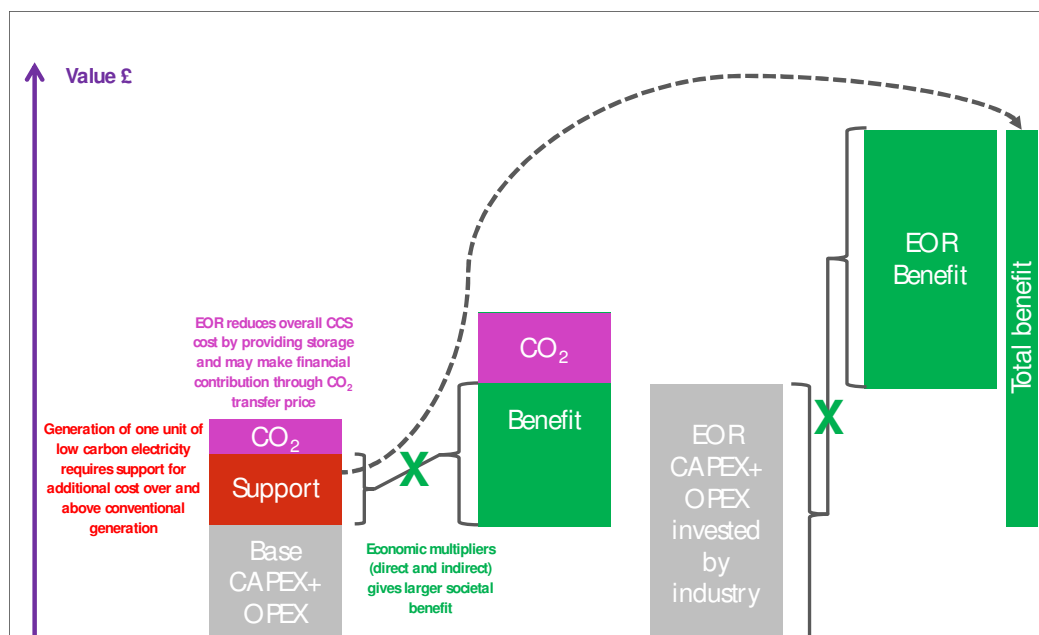 Value £
EOR reduces overall CCS
cost by providing storage
and may make financial
contribution through CO₂
transfer price
Generation of one unit of
low carbon electricity
requires support for
additional cost over and
above conventional
generation
CO₂
Support
Base
CAPEX+
OPEX
X
Economic multipliers
(direct and indirect)
gives larger societal
benefit
CO₂
Benefit
EOR
CAPEX+
OPEX
invested
by
industry
X
EOR
Benefit
Total benefit